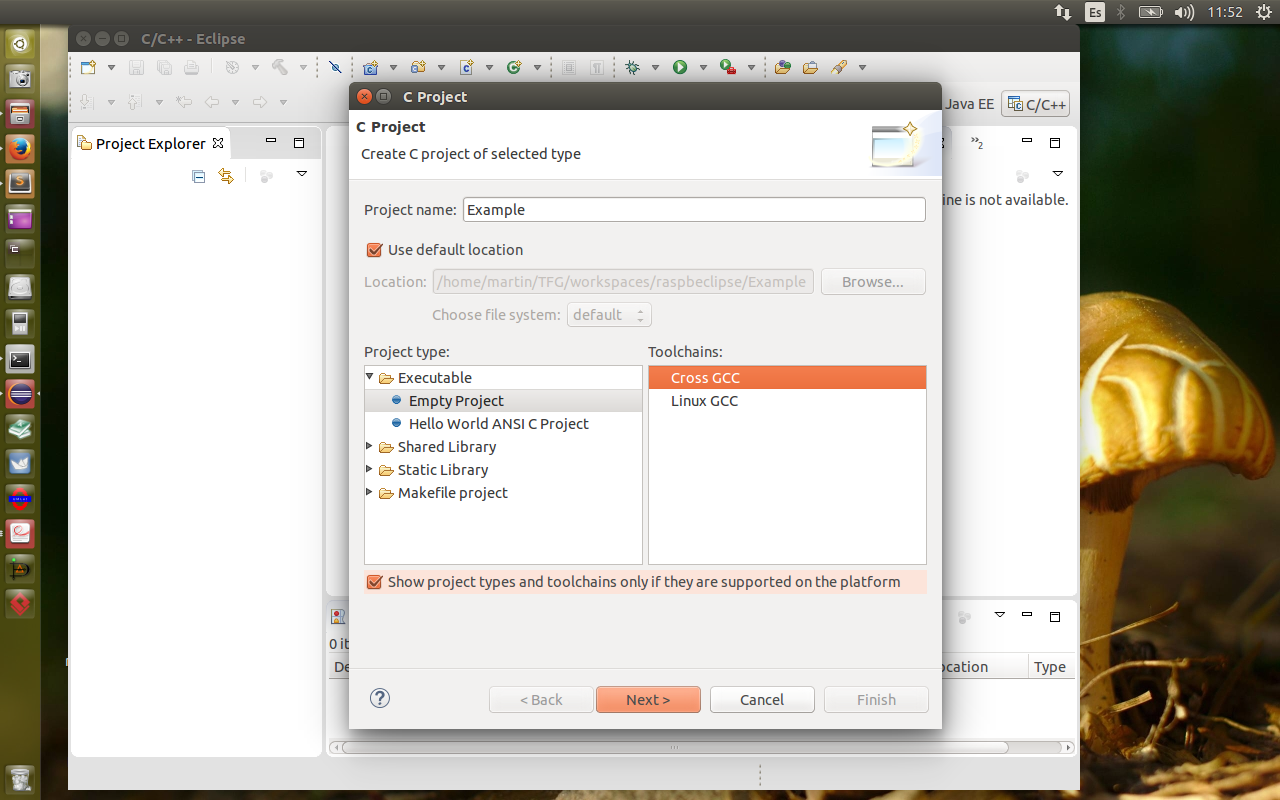 Es 11:52
C/C++ - Eclipse
Java EE C/C++
C Project
C Project
Create C project of selected type
Project Explorer
»2
ine is not available.
Project name: Example
Use default location
Location: /home/martin/TFG/workspaces/raspbeclipse/Example Browse...
Choose file system: default
Project type: Toolchains:
Executable
Empty Project
Hello World ANSI C Project
Shared Library
Static Library
Makefile project
Cross GCC
Linux GCC
Show project types and toolchains only if they are supported on the platform
0 it
De
ocation Type
? < Back Next > Cancel Finish